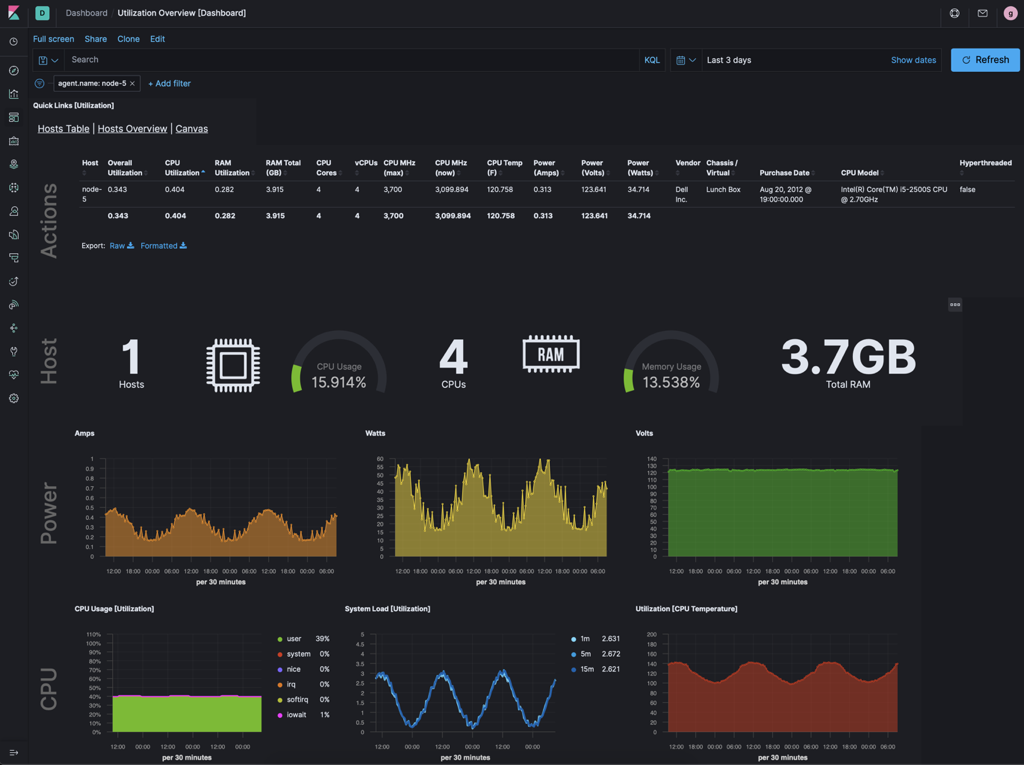 D Dashboard Utilization Overview [Dashboard] g
Full screen Share Clone Edit
Search KQL Last 3 days Show dates Refresh
agent.name: node-5 × + Add filter
Quick Links [Utilization]
Hosts Table | Hosts Overview | Canvas
Actions
Host Overall Utilization CPU Utilization RAM Utilization RAM Total (GB) CPU Cores vCPUs CPU MHz (max) CPU MHz (now) CPU Temp (F) Power (Amps) Power (Volts) Power (Watts) Vendor Chassis / Virtual Purchase Date CPU Model Hyperthreaded
node-5 0.343 0.404 0.282 3.915 4 4 3,700 3,099.894 120.758 0.313 123.641 34.714 Dell Inc. Lunch Box Aug 20, 2012 @ 19:00:00.000 Intel(R) Core(TM) i5-2500S CPU @ 2.70GHz false
0.343 0.404 0.282 3.915 4 4 3,700 3,099.894 120.758 0.313 123.641 34.714
Export: Raw Formatted
Host
1
Hosts
CPU Usage
15.914%
4
CPUs
RAM
Memory Usage
13.538%
3.7GB
Total RAM
Power
Amps
1
0.9
0.8
0.7
0.6
0.5
0.4
0.3
0.2
0.1
0
12:00 18:00 00:00 06:00 12:00 18:00 00:00 06:00 12:00 18:00 00:00 06:00
per 30 minutes
Watts
60
55
50
45
40
35
30
25
20
15
10
5
0
12:00 18:00 00:00 06:00 12:00 18:00 00:00 06:00 12:00 18:00 00:00 06:00
per 30 minutes
Volts
140
130
120
110
100
90
80
70
60
50
40
30
20
10
0
12:00 18:00 00:00 06:00 12:00 18:00 00:00 06:00 12:00 18:00 00:00 06:00
per 30 minutes
CPU
CPU Usage [Utilization]
110%
100%
90%
80%
70%
60%
50%
40%
30%
20%
10%
0%
12:00 00:00 12:00 00:00 12:00 00:00
per 30 minutes
user 39%
system 0%
nice 0%
irq 0%
softirq 0%
iowait 1%
System Load [Utilization]
5
4.5
4
3.5
3
2.5
2
1.5
1
0.5
0
12:00 00:00 12:00 00:00 12:00 00:00
per 30 minutes
1m 2.631
5m 2.672
15m 2.621
Utilization [CPU Temperature]
200
180
160
140
120
100
80
60
40
20
0
12:00 18:00 00:00 06:00 12:00 18:00 00:00 06:00 12:00 18:00 00:00 06:00
per 30 minutes